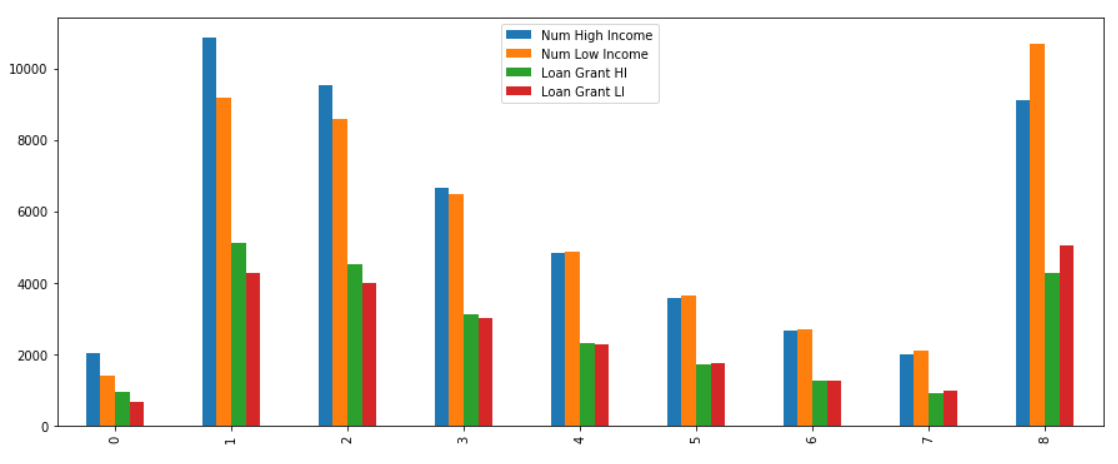 Num High Income
Num Low Income
Loan Grant HI
Loan Grant LI
10000
8000
6000
4000
2000
0
0 1 2 3 4 5 6 7 8